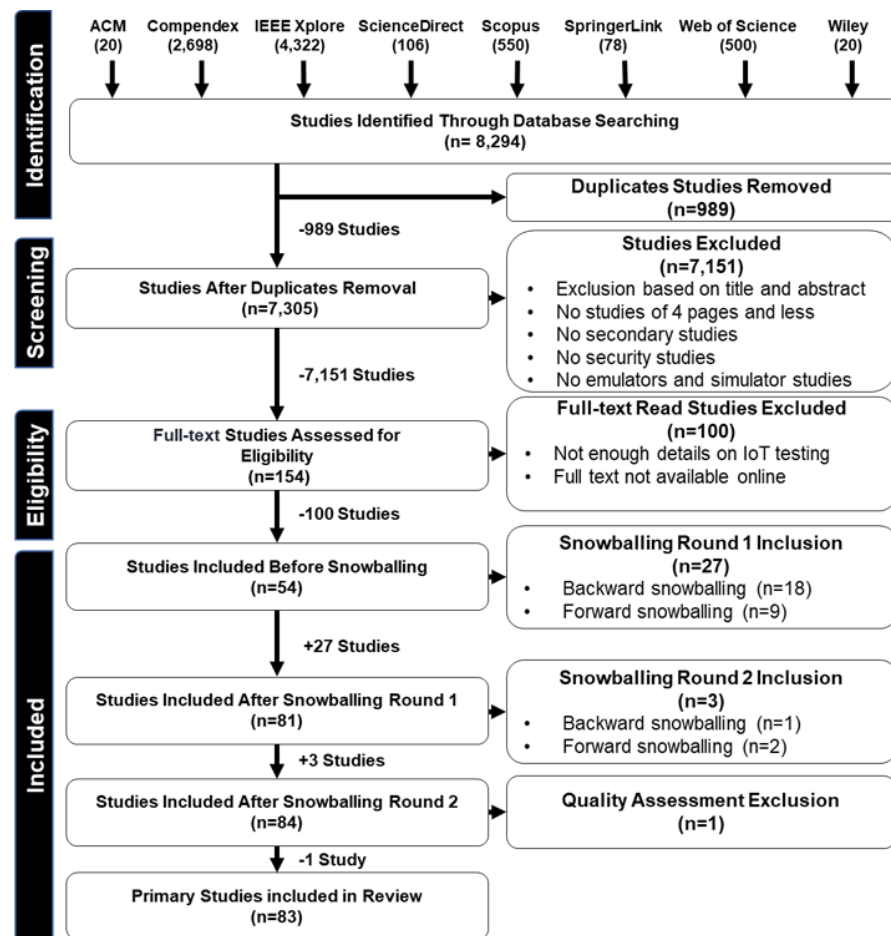 ACM
(20)
Compendex
(2,698)
IEEE Xplore
(4,322)
ScienceDirect
(106)
Scopus
(550)
SpringerLink
(78)
Web of Science
(500)
Wiley
(20)
Identification
Studies Identified Through Database Searching
(n= 8,294)
Duplicates Studies Removed
(n=989)
-989 Studies
Screening
Studies After Duplicates Removal
(n=7,305)
Studies Excluded
(n=7,151)
• Exclusion based on title and abstract
• No studies of 4 pages and less
• No secondary studies
• No security studies
• No emulators and simulator studies
-7,151 Studies
Eligibility
Full-text Studies Assessed for
Eligibility
(n=154)
Full-text Read Studies Excluded
(n=100)
• Not enough details on IoT testing
• Full text not available online
-100 Studies
Included
Studies Included Before Snowballing
(n=54)
Snowballing Round 1 Inclusion
(n=27)
• Backward snowballing (n=18)
• Forward snowballing (n=9)
+27 Studies
Studies Included After Snowballing Round 1
(n=81)
Snowballing Round 2 Inclusion
(n=3)
• Backward snowballing (n=1)
• Forward snowballing (n=2)
+3 Studies
Studies Included After Snowballing Round 2
(n=84)
Quality Assessment Exclusion
(n=1)
-1 Study
Primary Studies included in Review
(n=83)